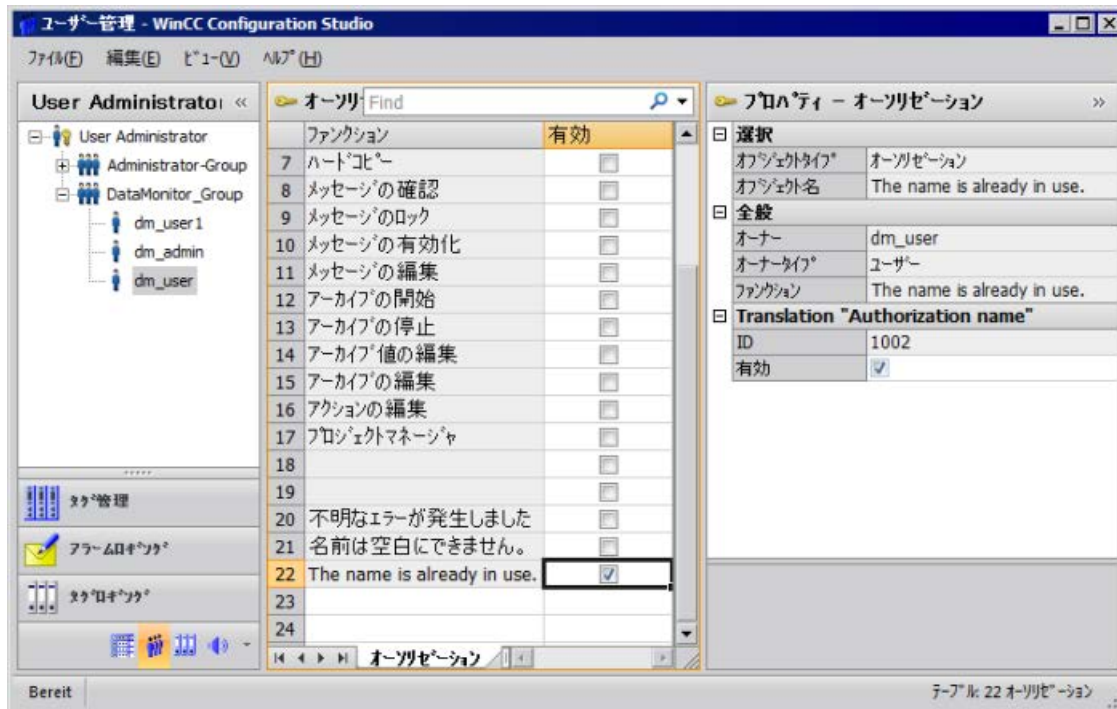 ユーザー管理 - WinCC Configuration Studio
ﾌｧｲﾙ(F) 編集(E) ﾋﾞｭｰ(V) ﾍﾙﾌﾟ(H)
User Administrator «
User Administrator
Administrator-Group
DataMonitor_Group
dm_user1
dm_admin
dm_user
ﾀｸﾞ管理
ｱﾗｰﾑﾛｷﾞﾝｸﾞ
ﾀｸﾞﾛｷﾞﾝｸﾞ
オーソリ Find
ﾌｧﾝｸｼｮﾝ 有効
7 ﾊｰﾄﾞｺﾋﾟｰ
8 ﾒｯｾｰｼﾞの確認
9 ﾒｯｾｰｼﾞのﾛｯｸ
10 ﾒｯｾｰｼﾞの有効化
11 ﾒｯｾｰｼﾞの編集
12 ｱｰｶｲﾌﾞの開始
13 ｱｰｶｲﾌﾞの停止
14 ｱｰｶｲﾌﾞ値の編集
15 ｱｰｶｲﾌﾞの編集
16 ｱｸｼｮﾝの編集
17 ﾌﾟﾛｼﾞｪｸﾄﾏﾈｰｼﾞｬ
18
19
20 不明なｴﾗｰが発生しました
21 名前は空白にできません。
22 The name is already in use.
23
24
ｵｰｿﾘｾﾞｰｼｮﾝ
ﾌﾟﾛﾊﾟﾃｨ - ｵｰｿﾘｾﾞｰｼｮﾝ »
選択
ｵﾌﾞｼﾞｪｸﾄﾀｲﾌﾟ ｵｰｿﾘｾﾞｰｼｮﾝ
ｵﾌﾞｼﾞｪｸﾄ名 The name is already in use.
全般
ｵｰﾅｰ dm_user
ｵｰﾅｰﾀｲﾌﾟ ﾕｰｻﾞｰ
ﾌｧﾝｸｼｮﾝ The name is already in use.
Translation "Authorization name"
ID 1002
有効
Bereit
ﾃｰﾌﾞﾙ: 22 ｵｰｿﾘｾﾞｰｼｮﾝ